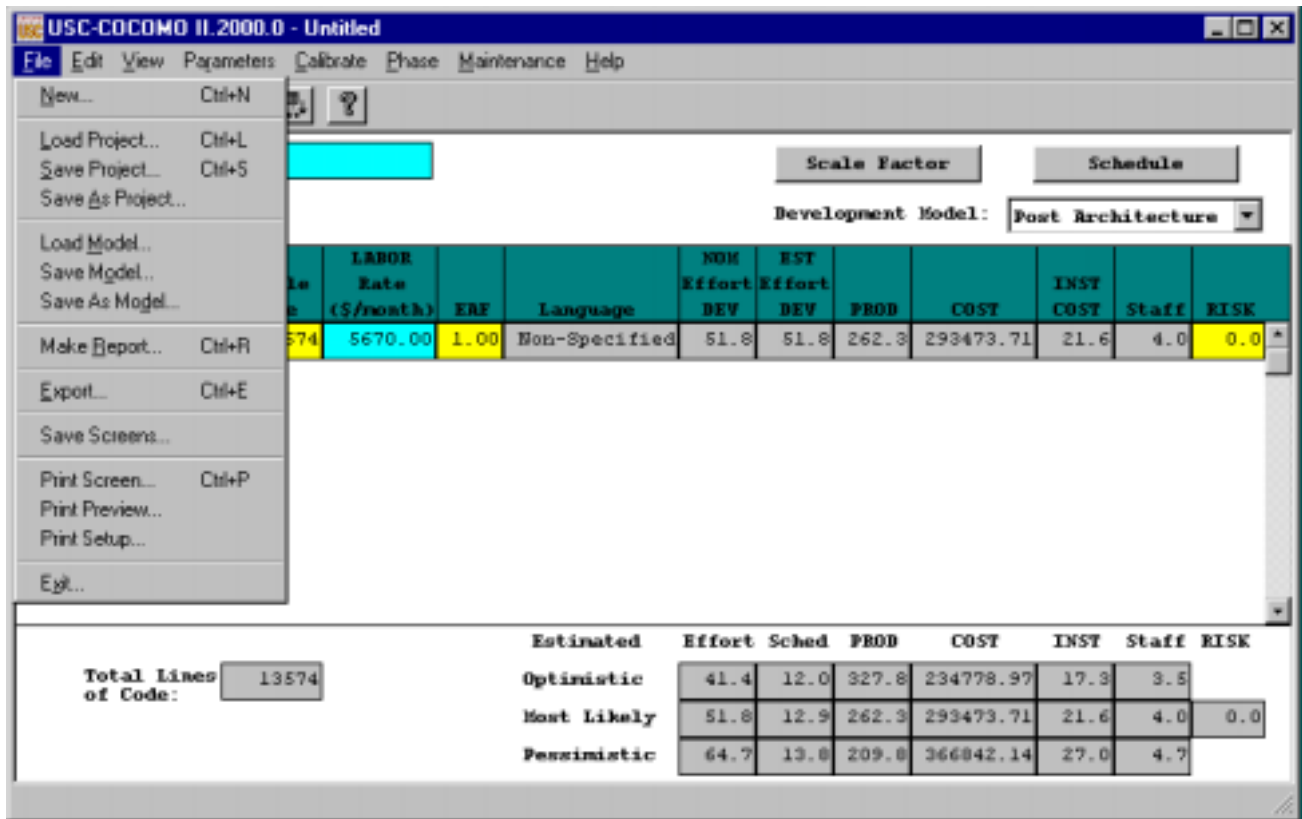 USC-COCOMO II.2000.0 - Untitled
File Edit View Parameters Calibrate Phase Maintenance Help
New... Ctrl+N
Load Project... Ctrl+L
Save Project... Ctrl+S
Save As Project...
Load Model...
Save Model...
Save As Model...
Make Report... Ctrl+R
Export... Ctrl+E
Save Screens...
Print Screen... Ctrl+P
Print Preview...
Print Setup...
Exit...
Scale Factor Schedule
Development Model: Post Architecture
LABOR NOM EST
le Rate Effort Effort INST
e ($/month) EAF Language DEV DEV PROD COST COST Staff RISK
574 5670.00 1.00 Non-Specified 51.8 51.8 262.3 293473.71 21.6 4.0 0.0
Estimated Effort Sched PROD COST INST Staff RISK
Total Lines of Code: 13574
Optimistic 41.4 12.0 327.8 234778.97 17.3 3.5
Most Likely 51.8 12.9 262.3 293473.71 21.6 4.0 0.0
Pessimistic 64.7 13.8 209.8 366842.14 27.0 4.7